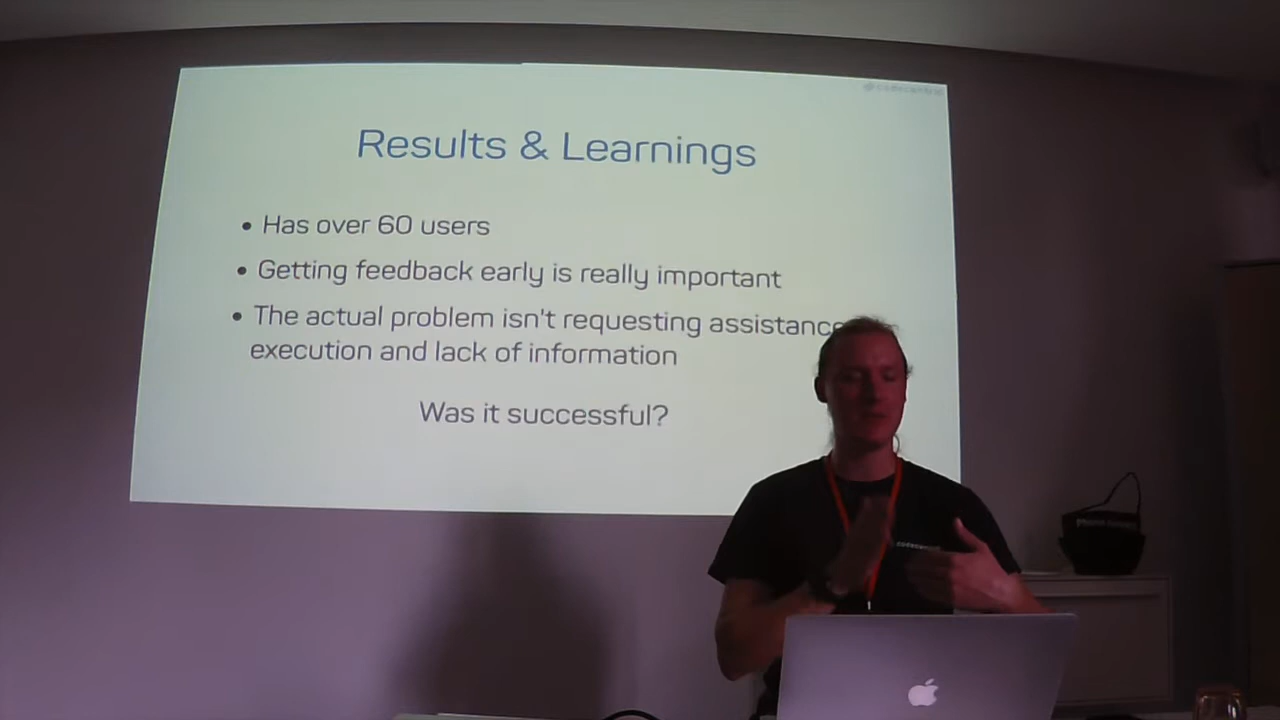 codecentric
Results & Learnings
• Has over 60 users
• Getting feedback early is really important
• The actual problem isn't requesting assistance
execution and lack of information
Was it successful?